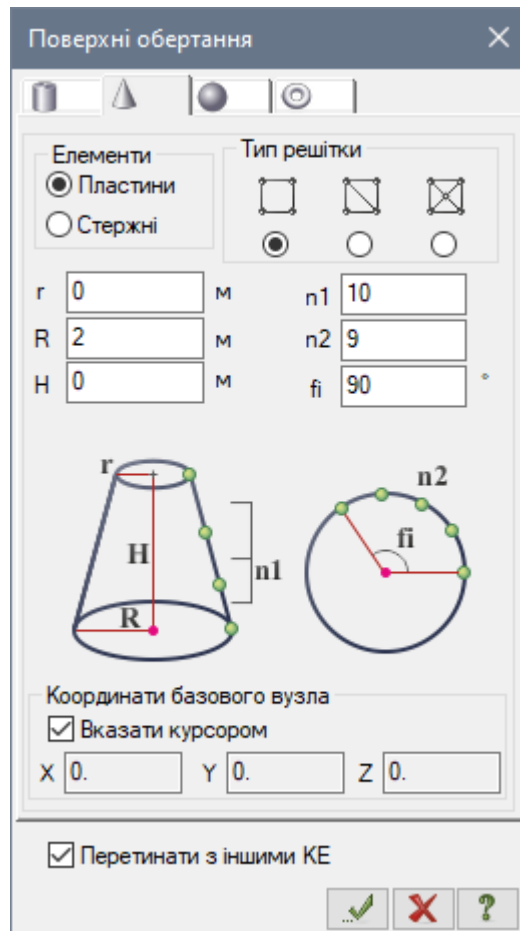 Поверхні обертання
Елементи
Тип решітки
Пластини
Стержні
r 0 м n1 10
R 2 м n2 9
H 0 м fi 90 °
r
n2
H
n1
fi
R
Координати базового вузла
Вказати курсором
X 0. Y 0. Z 0.
Перетинати з іншими КЕ
?